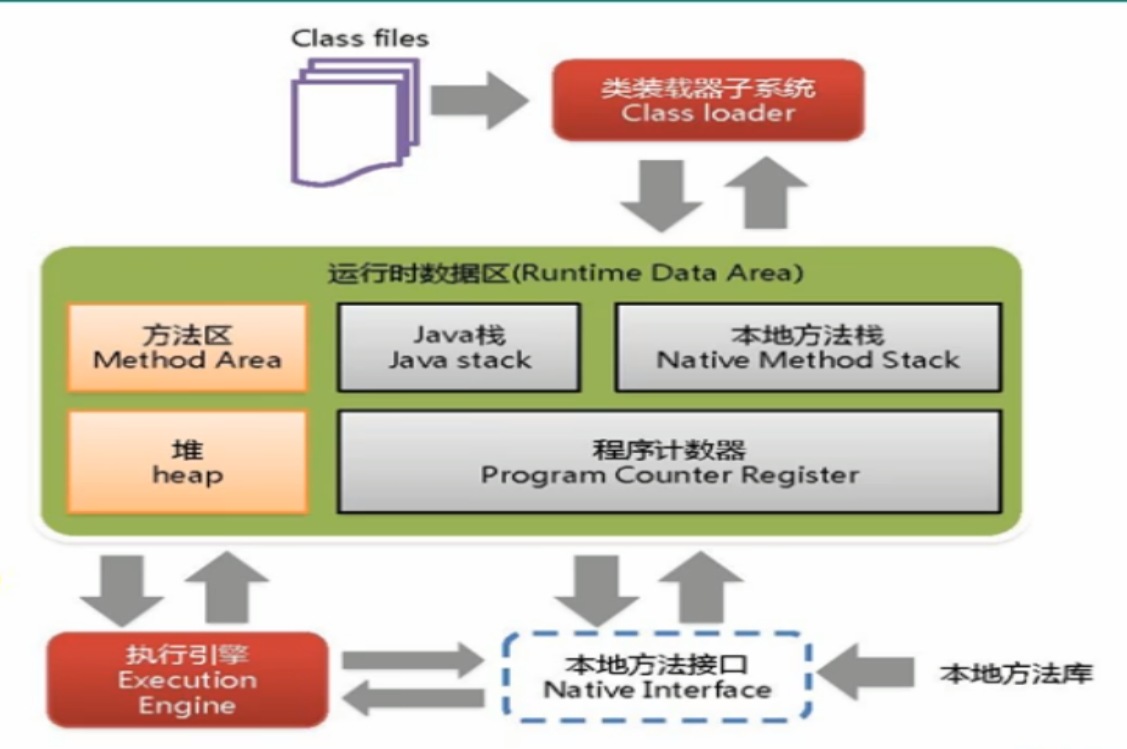 Class files
类装载器子系统
Class loader
运行时数据区(Runtime Data Area)
方法区
Method Area
Java栈
Java stack
本地方法栈
Native Method Stack
堆
heap
程序计数器
Program Counter Register
执行引擎
Execution
Engine
本地方法接口
Native Interface
本地方法库